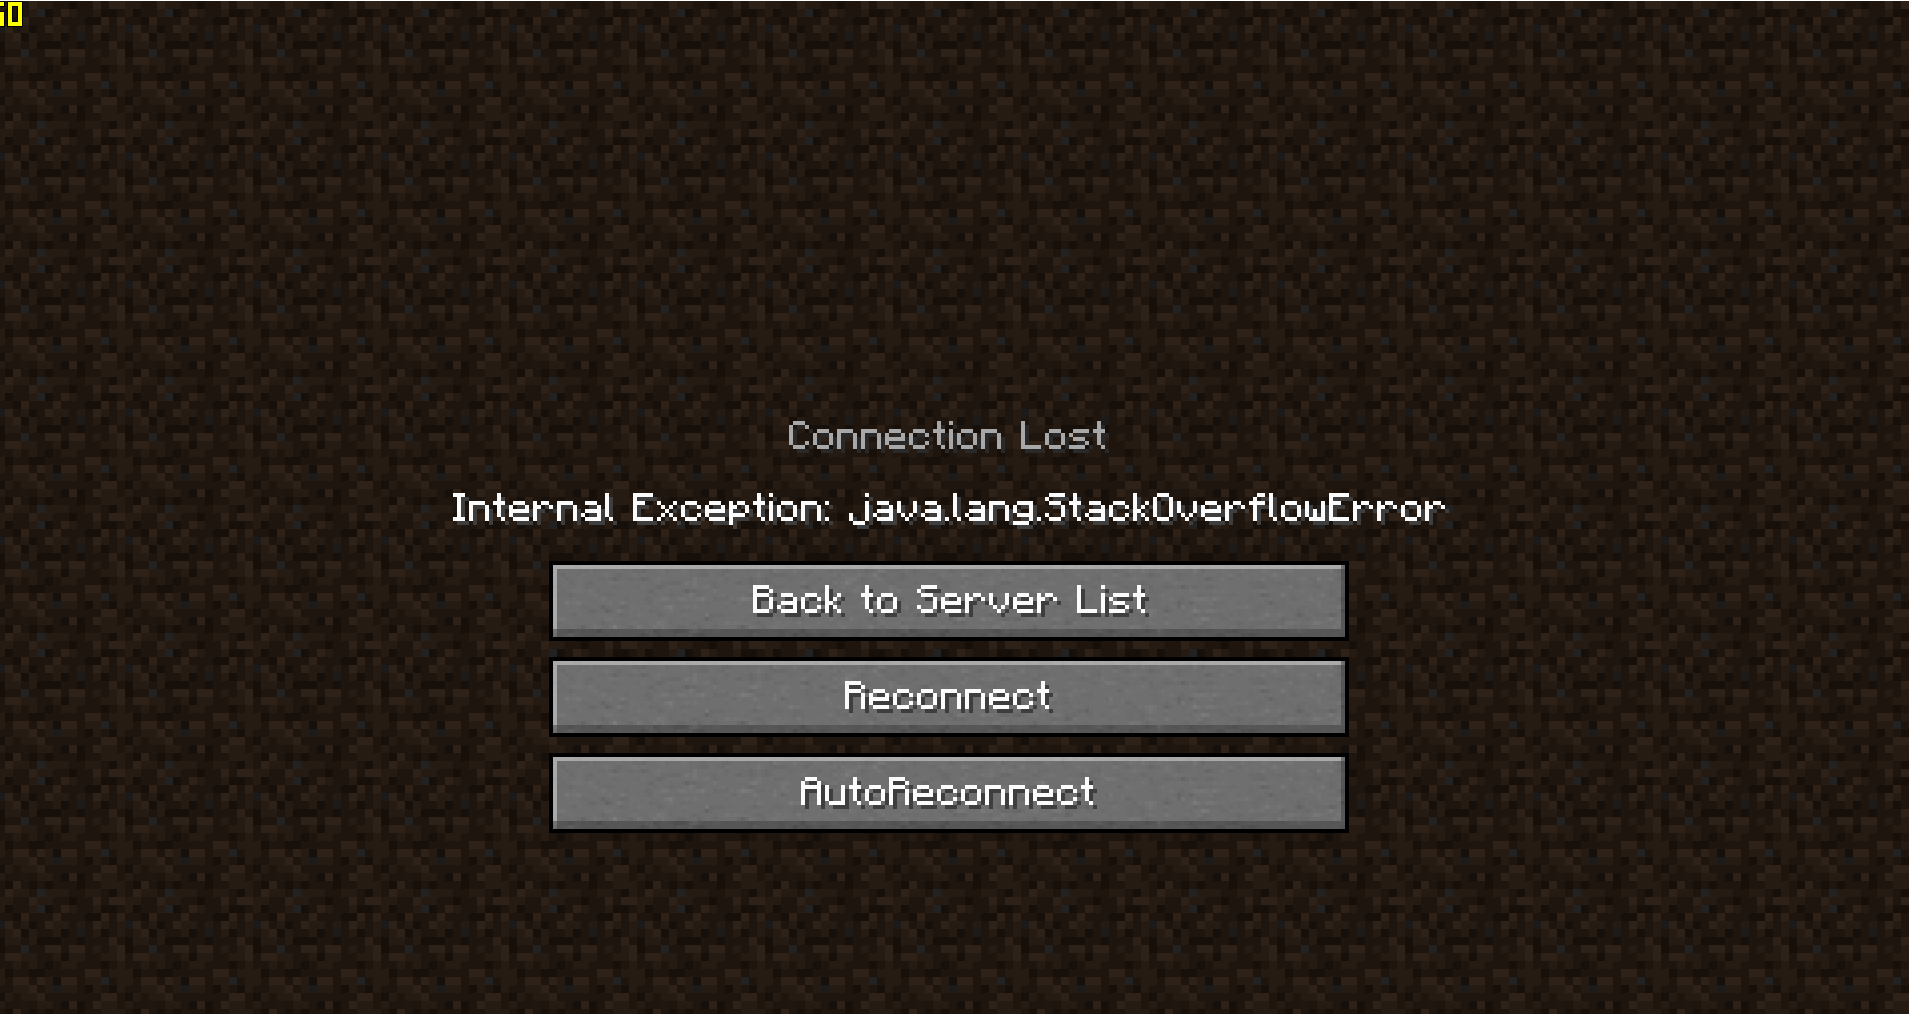 Connection Lost
Internal Exception: java.lang.StackOverflowError
Back to Server List
Reconnect
AutoReconnect